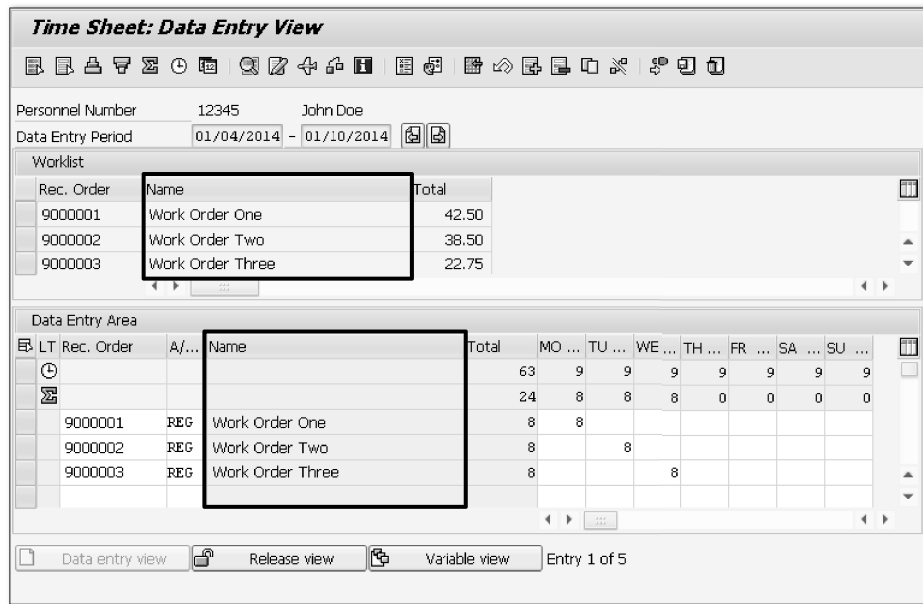 Time Sheet: Data Entry View
Personnel Number 12345 John Doe
Data Entry Period 01/04/2014 - 01/10/2014
Worklist
Rec. Order Name Total
9000001 Work Order One 42.50
9000002 Work Order Two 38.50
9000003 Work Order Three 22.75
Data Entry Area
LT Rec. Order A/... Name Total MO ... TU ... WE ... TH ... FR ... SA ... SU ...
63 9 9 9 9 9 9 9
24 8 8 8 0 0 0 0
9000001 REG Work Order One 8 8
9000002 REG Work Order Two 8 8
9000003 REG Work Order Three 8 8
Data entry view Release view Variable view Entry 1 of 5